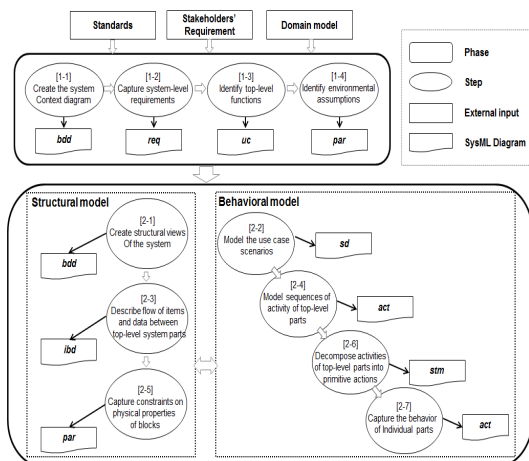 Standards
Stakeholders'
Requirement
Domain model
Phase
Step
External input
SysML Diagram
[1-1]
Create the system
Context diagram
[1-2]
Capture system-level
requirements
[1-3]
Identify top-level
functions
[1-4]
Identify environmental
assumptions
bdd
req
uc
par
Structural model
[2-1]
Create structural views
Of the system
bdd
[2-3]
Describe flow of items
and data between
top-level system parts
ibd
[2-5]
Capture constraints on
physical properties
of blocks
par
Behavioral model
[2-2]
Model the use case
scenarios
sd
[2-4]
Model sequences of
activity of top-level
parts
act
[2-6]
Decompose activities
of top-level parts into
primitive actions
stm
[2-7]
Capture the behavior
of Individual parts
act